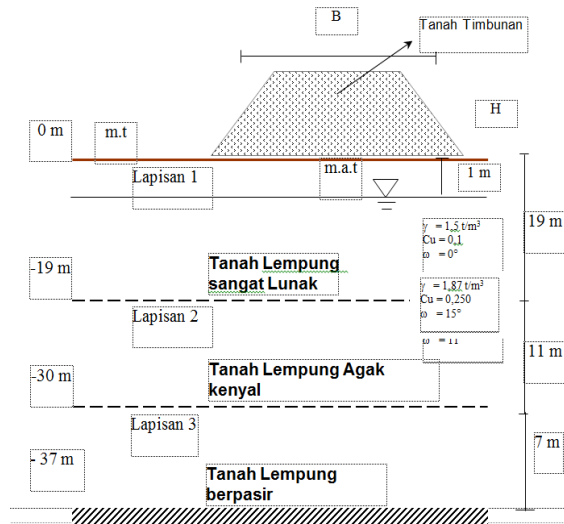 B
Tanah Timbunan
H
0 m
m.t
m.a.t
1 m
Lapisan 1
19 m
γ = 1,5 t/m³
Cu = 0,1
φ = 0°
-19 m
Tanah Lempung
sangat Lunak
γ = 1,87 t/m³
Cu = 0,250
φ = 15°
Lapisan 2
11 m
-30 m
Tanah Lempung Agak
kenyal
Lapisan 3
7 m
- 37 m
Tanah Lempung
berpasir